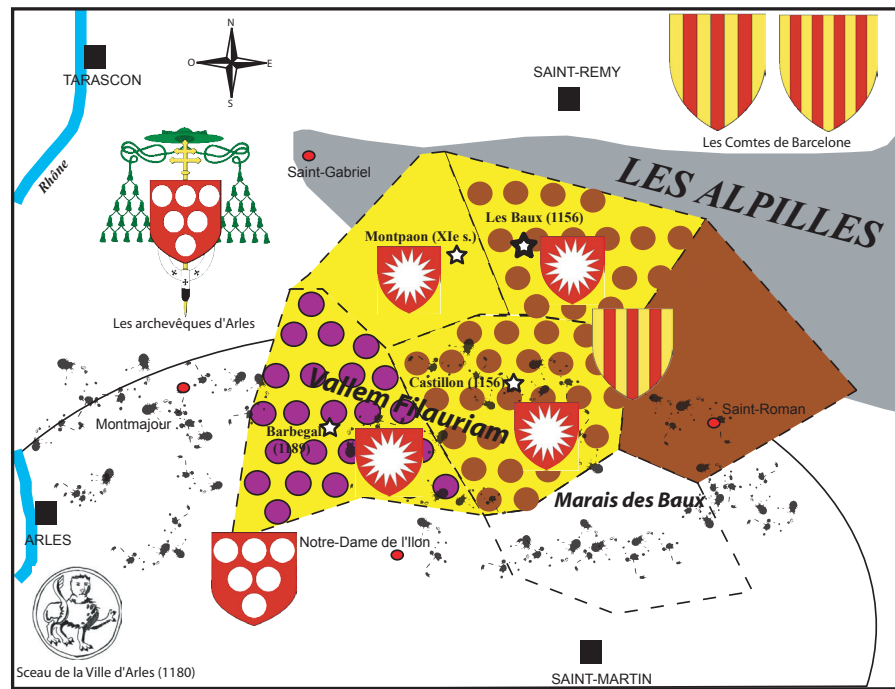 N
O
E
S
TARASCON
SAINT-REMY
Les Comtes de Barcelone
Rhône
Saint-Gabriel
LES ALPILLES
Les Baux (1156)
Montpaon (XIe s.)
Les archevêques d'Arles
Castillon (1156)
Vallem Filauriam
Saint-Roman
Montmajour
Barbegal
(1189)
Marais des Baux
ARLES
Notre-Dame de l'Ilon
Sceau de la Ville d'Arles (1180)
SAINT-MARTIN